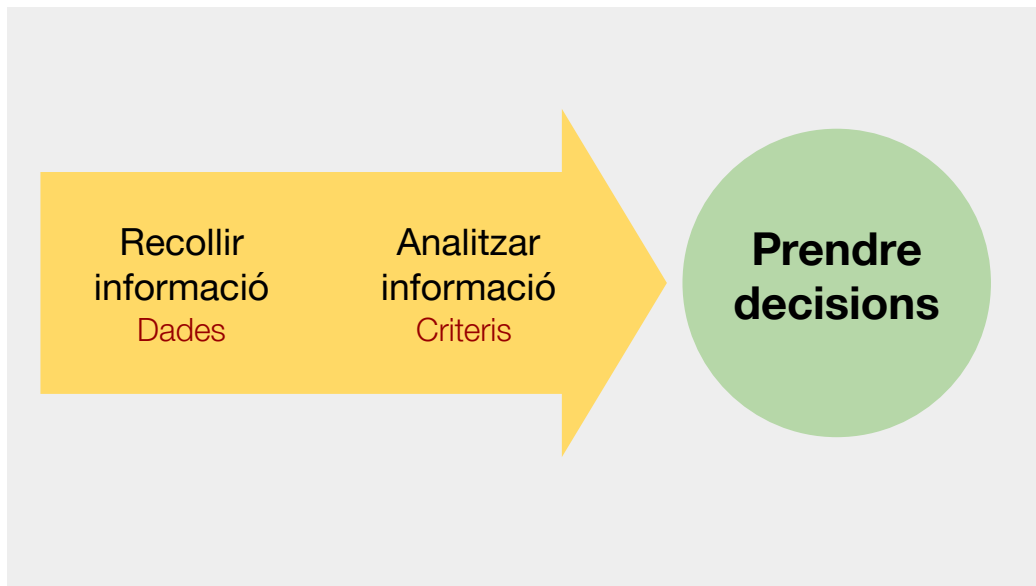 Recollir
informació
Dades
Analitzar
informació
Criteris
Prendre
decisions